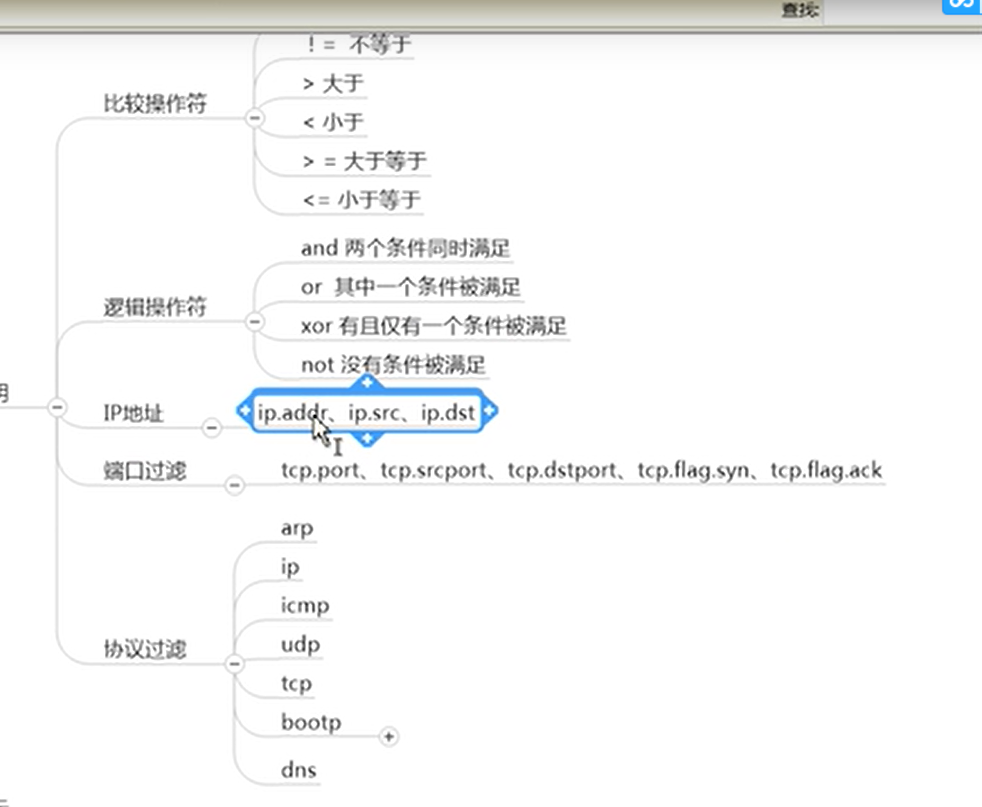 查找:
！= 不等于
> 大于
比较操作符
< 小于
> = 大于等于
<= 小于等于
and 两个条件同时满足
or 其中一个条件被满足
逻辑操作符
xor 有且仅有一个条件被满足
not 没有条件被满足
IP地址
ip.addr、ip.src、ip.dst
端口过滤
tcp.port、tcp.srcport、tcp.dstport、tcp.flag.syn、tcp.flag.ack
arp
ip
icmp
协议过滤
udp
tcp
bootp
dns